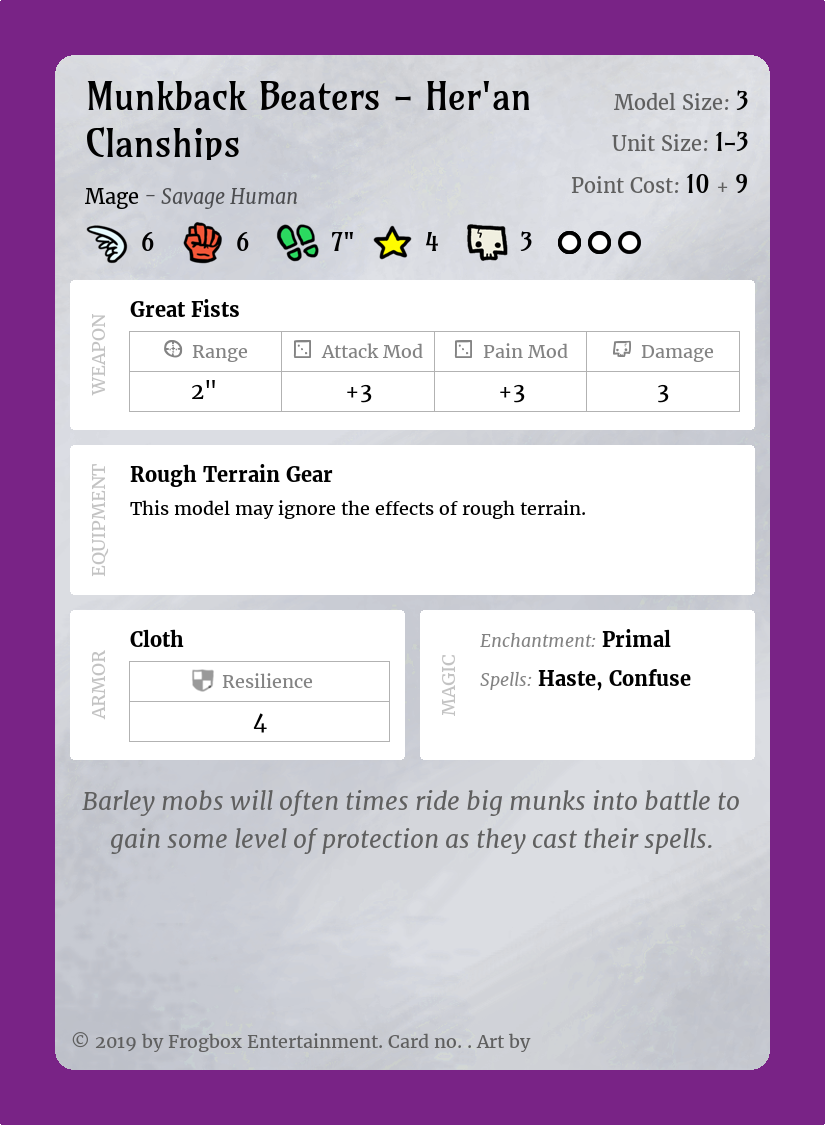 Munkback Beaters – Her'an
Clanships
Model Size: 3
Unit Size: 1–3
Point Cost: 10 + 9
Mage – Savage Human
6 6 7" 4 3
WEAPON
Great Fists
Range Attack Mod Pain Mod Damage
2" +3 +3 3
EQUIPMENT
Rough Terrain Gear
This model may ignore the effects of rough terrain.
ARMOR
Cloth
Resilience
4
MAGIC
Enchantment: Primal
Spells: Haste, Confuse
Barley mobs will often times ride big munks into battle to
gain some level of protection as they cast their spells.
© 2019 by Frogbox Entertainment. Card no. . Art by